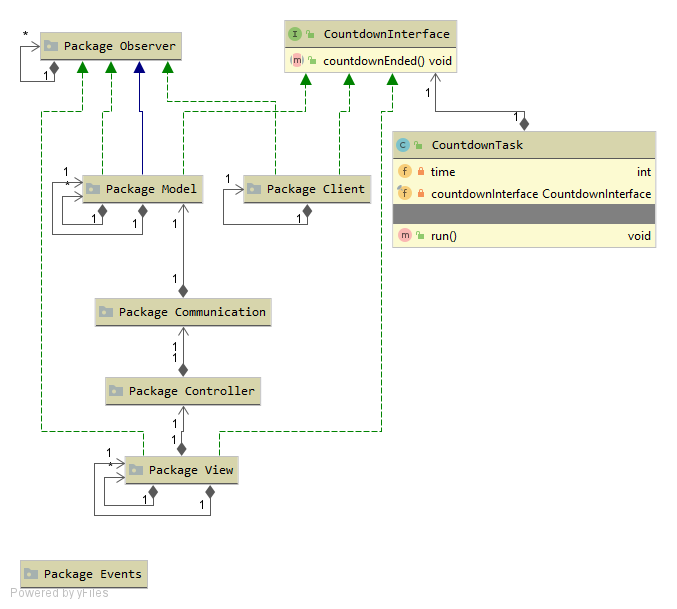 *
Package Observer
1
I
CountdownInterface
m
countdownEnded() void
1
1
C
CountdownTask
f
time
int
f
countdownInterface CountdownInterface
m
run()
void
1
*
Package Model
1
1
1
Package Client
1
1
1
Package Communication
1
1
Package Controller
1
1
1
*
Package View
1
1
Package Events
Powered by yFiles